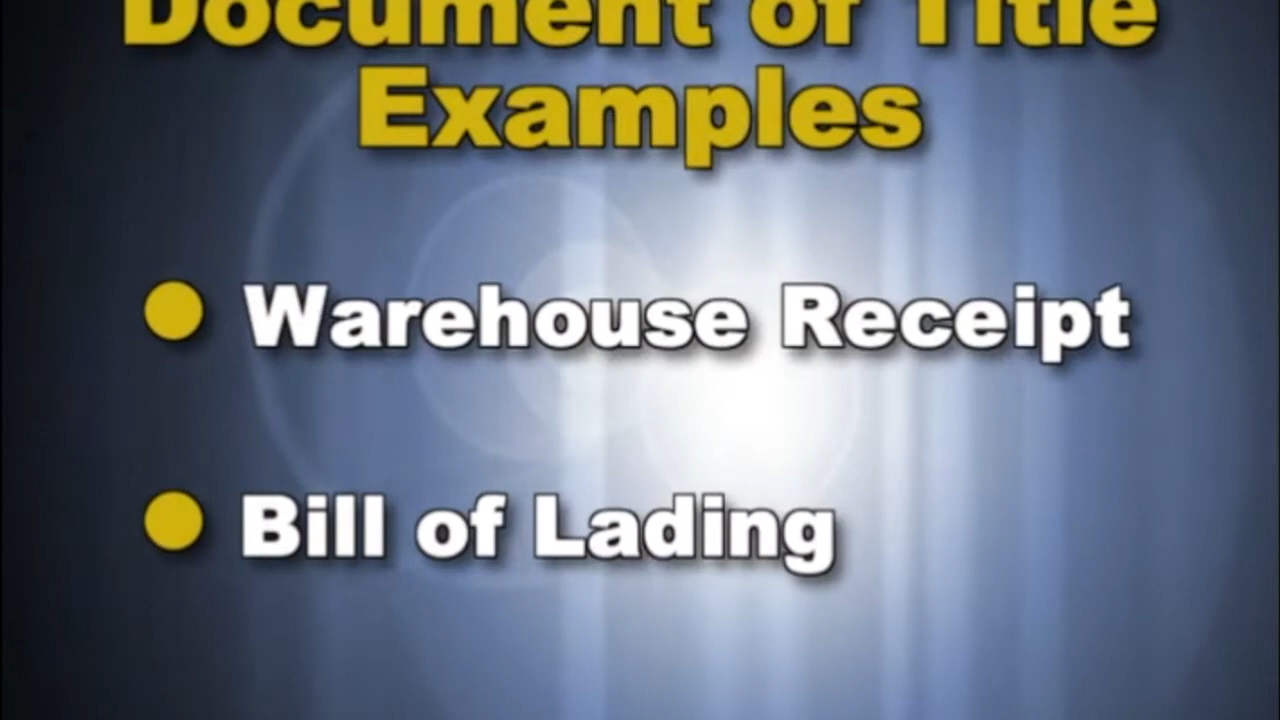 Document of Title
Examples
Warehouse Receipt
Bill of Lading